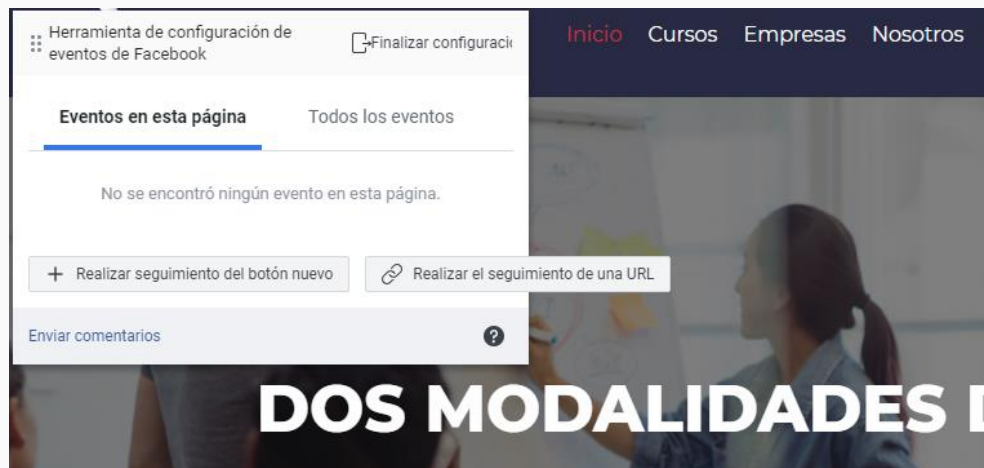 Herramienta de configuración de
eventos de Facebook
Finalizar configuració
Inicio Cursos Empresas Nosotros
Eventos en esta página
Todos los eventos
No se encontró ningún evento en esta página.
+ Realizar seguimiento del botón nuevo
Realizar el seguimiento de una URL
Enviar comentarios
?
DOS MODALIDADES D